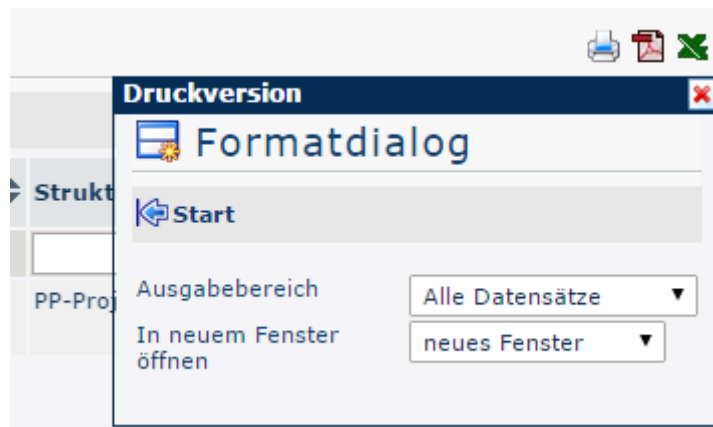 Druckversion
Formatdialog
Strukt
Start
PP-Proj
Ausgabebereich
Alle Datensätze
In neuem Fenster
öffnen
neues Fenster